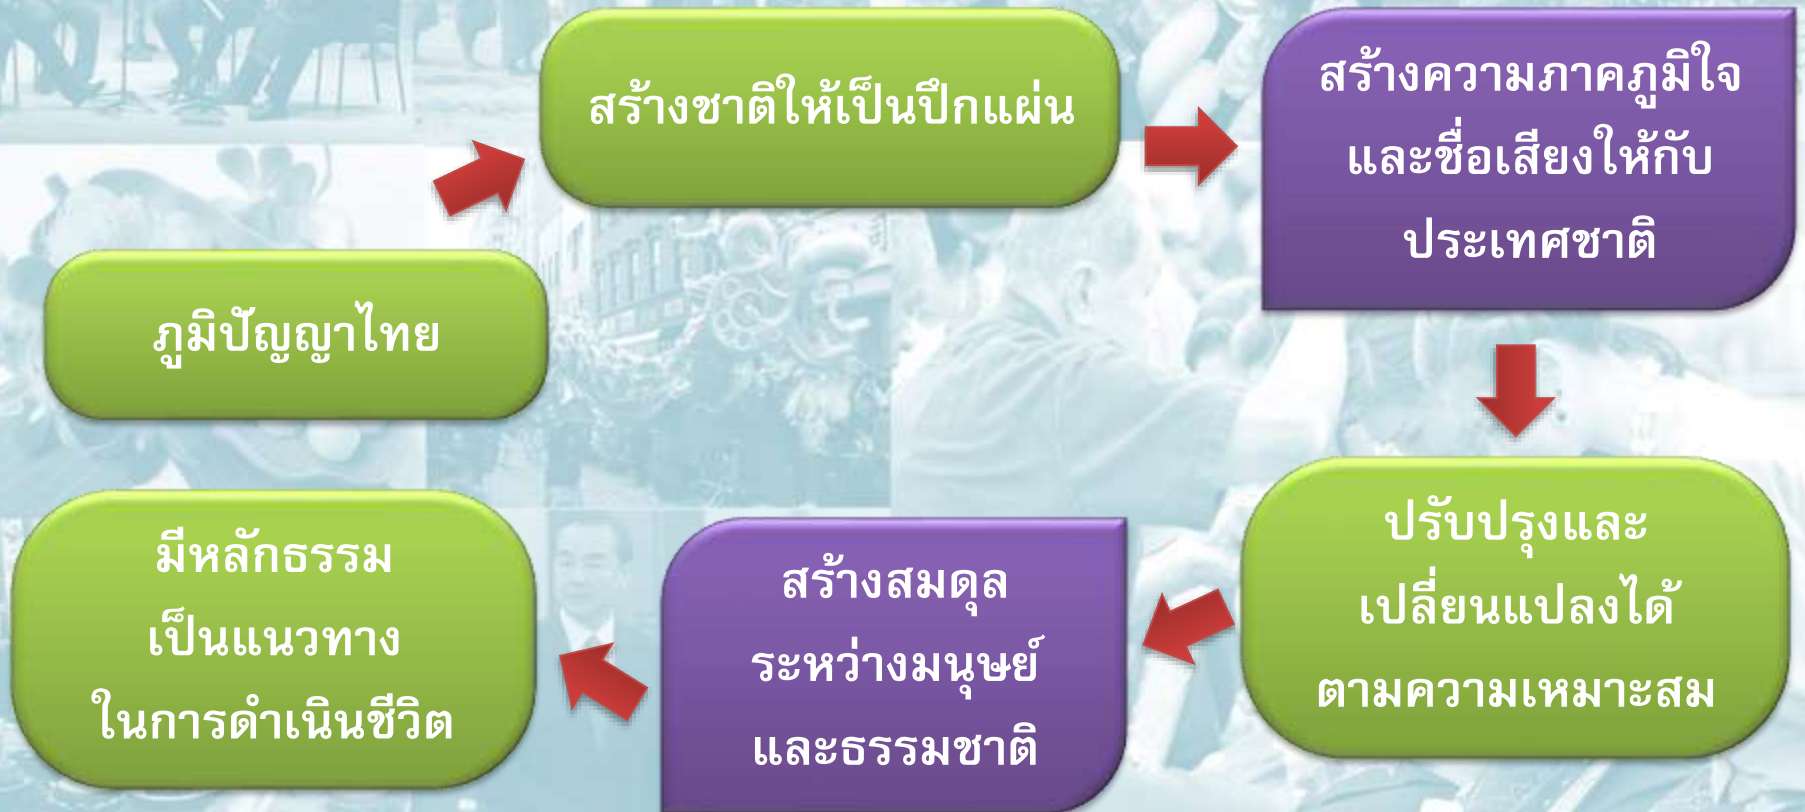 ภูมิปัญญาไทย
สร้างชาติให้เป็นปึกแผ่น
สร้างความภาคภูมิใจ
และชื่อเสียงให้กับ
ประเทศชาติ
ปรับปรุงและ
เปลี่ยนแปลงได้
ตามความเหมาะสม
สร้างสมดุล
ระหว่างมนุษย์
และธรรมชาติ
มีหลักธรรม
เป็นแนวทาง
ในการดำเนินชีวิต